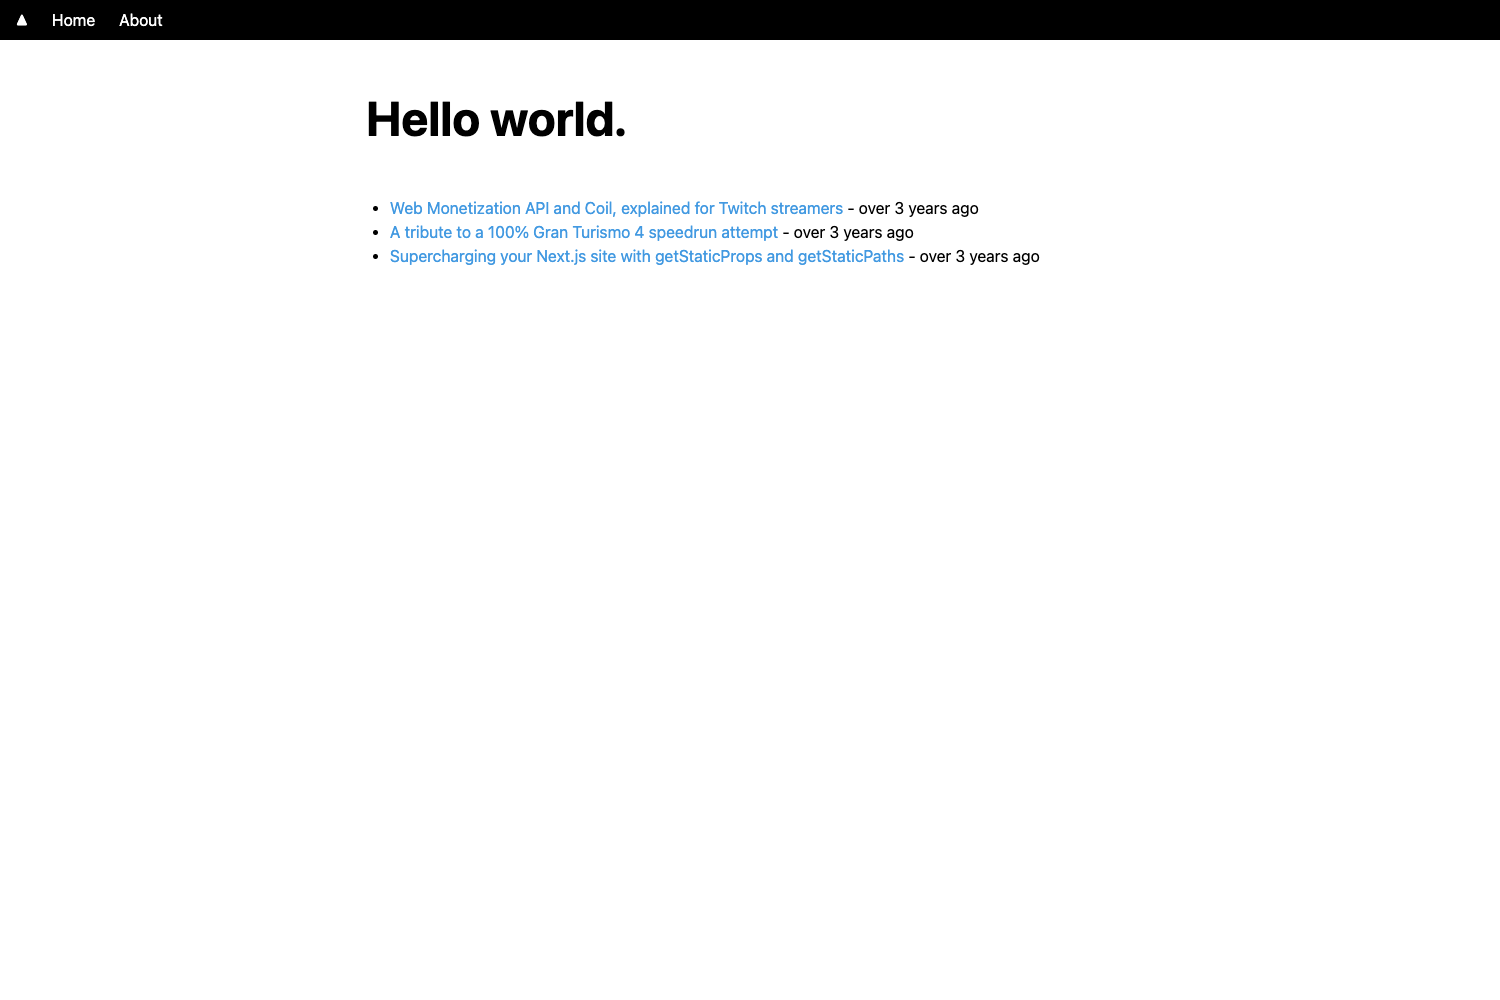 Home About
Hello world.
Web Monetization API and Coil, explained for Twitch streamers - over 3 years ago
A tribute to a 100% Gran Turismo 4 speedrun attempt - over 3 years ago
Supercharging your Next.js site with getStaticProps and getStaticPaths - over 3 years ago